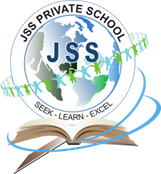 JSS PRIVATE SCHOOL
JSS
SEEK - LEARN - EXCEL